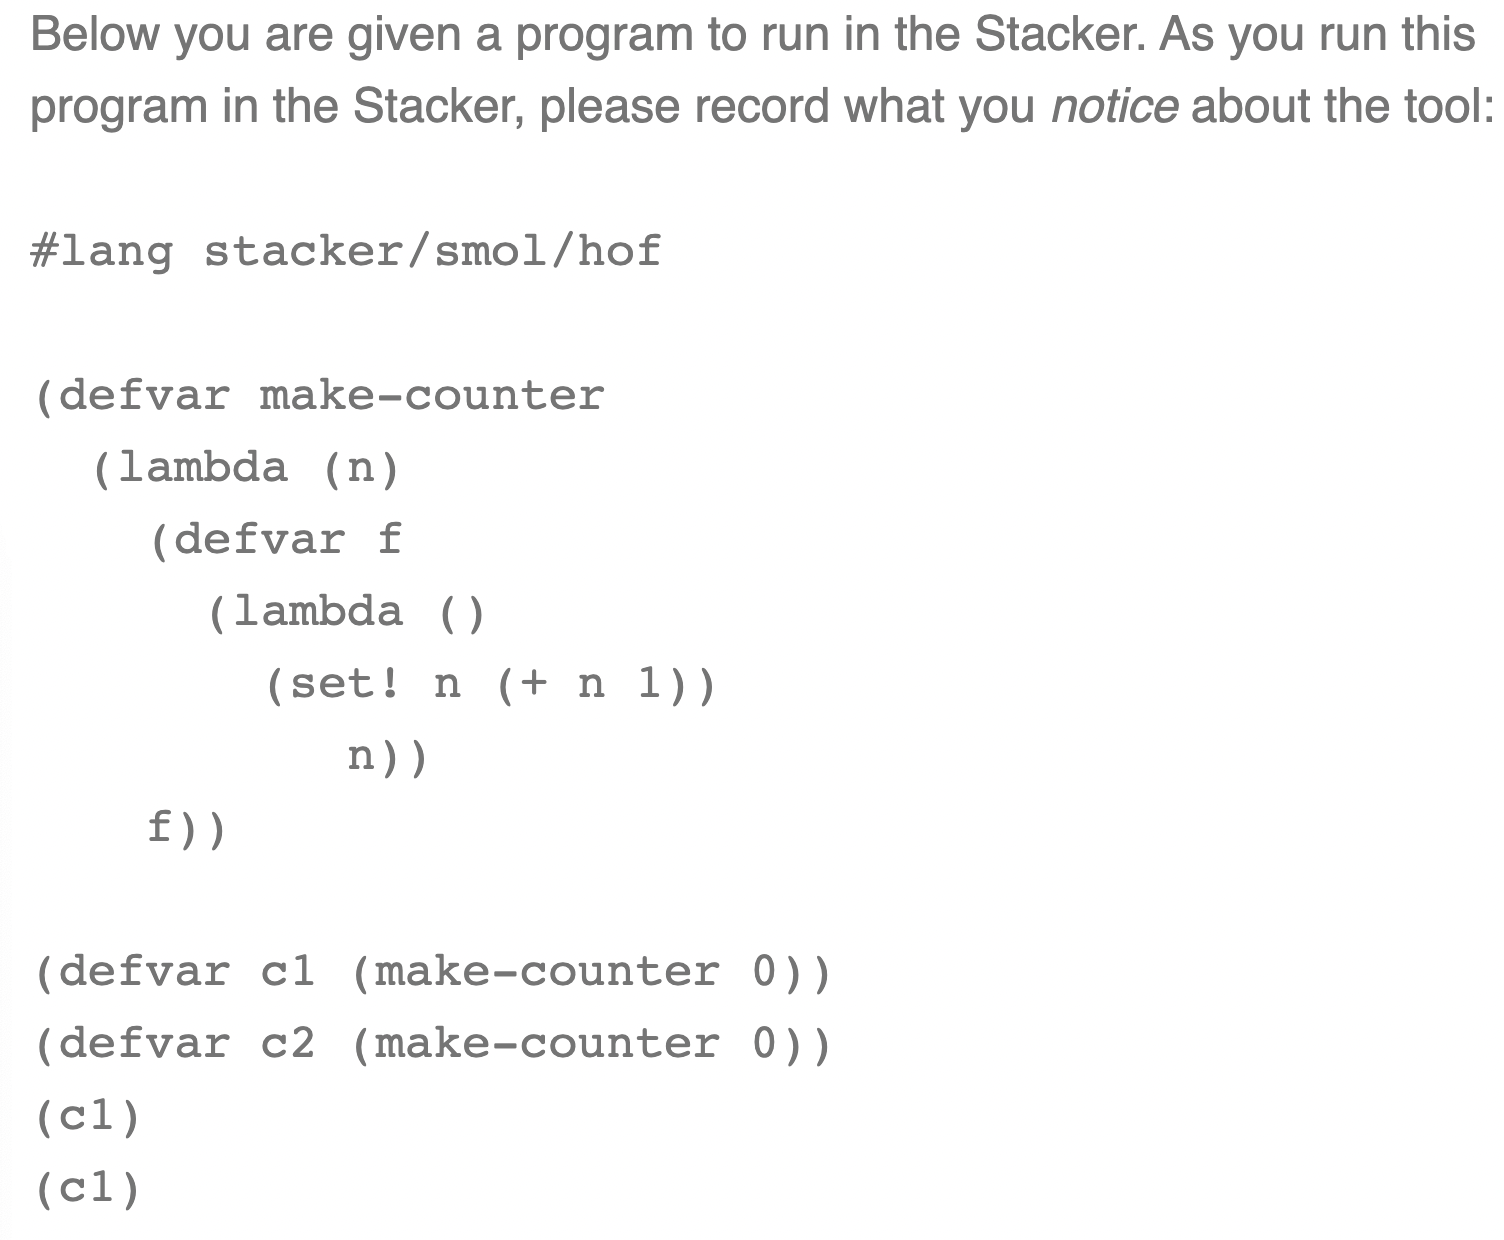 Below you are given a program to run in the Stacker. As you run this
program in the Stacker, please record what you notice about the tool:
#lang stacker/smol/hof
(defvar make-counter
  (lambda (n)
    (defvar f
      (lambda ()
        (set! n (+ n 1))
           n))
    f))
(defvar c1 (make-counter 0))
(defvar c2 (make-counter 0))
(c1)
(c1)